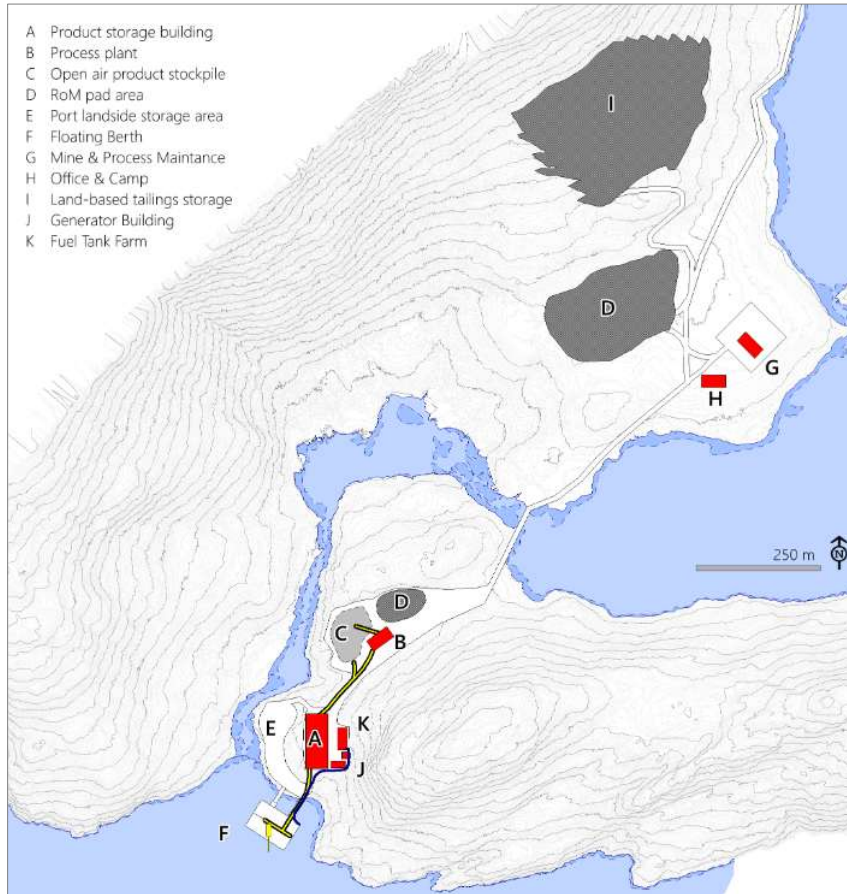 A Product storage building
B Process plant
C Open air product stockpile
D RoM pad area
E Port landside storage area
F Floating Berth
G Mine & Process Maintance
H Office & Camp
I Land-based tailings storage
J Generator Building
K Fuel Tank Farm
I
D
G
H
250 m
N
D
C
B
E
K
A
J
F